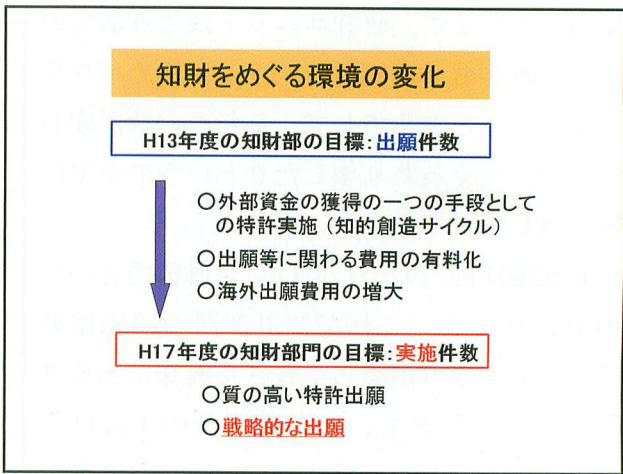 知財をめぐる環境の変化
H13年度の知財部の目標:出願件数
○外部資金の獲得の一つの手段として
の特許実施(知的創造サイクル)
○出願等に関わる費用の有料化
○海外出願費用の増大
H17年度の知財部門の目標:実施件数
○質の高い特許出願
○戦略的な出願